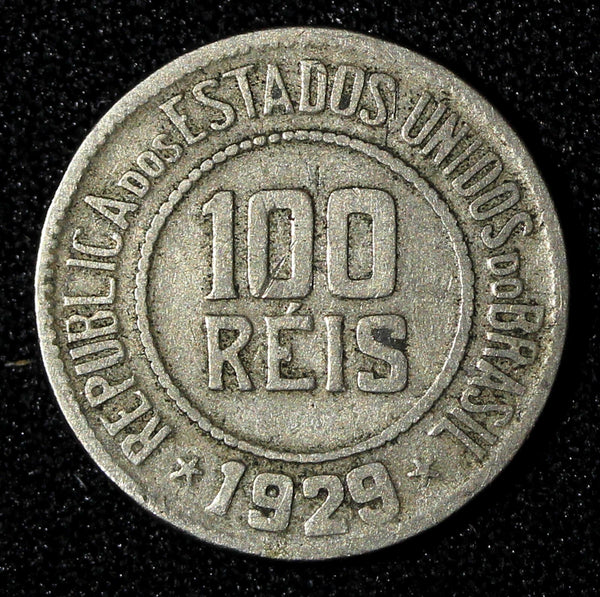 REPUBLICA DOS ESTADOS UNIDOS DO BRASIL
100
RÉIS
★ 1929 ★